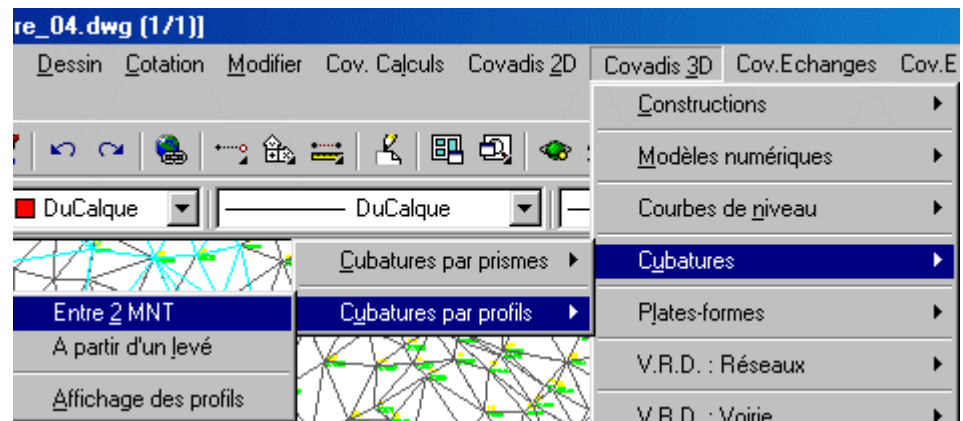 re_04.dwg (1/1)]
Dessin Cotation Modifier Cov. Calculs Covadis 2D Covadis 3D Cov.Echanges Cov.E
Constructions
Modèles numériques
DuCalque DuCalque Courbes de niveau
Cubatures par prismes Cubatures
Entre 2 MNT Cubatures par profils Plates-formes
A partir d'un levé V.R.D. : Réseaux
Affichage des profils V.R.D. : Voirie